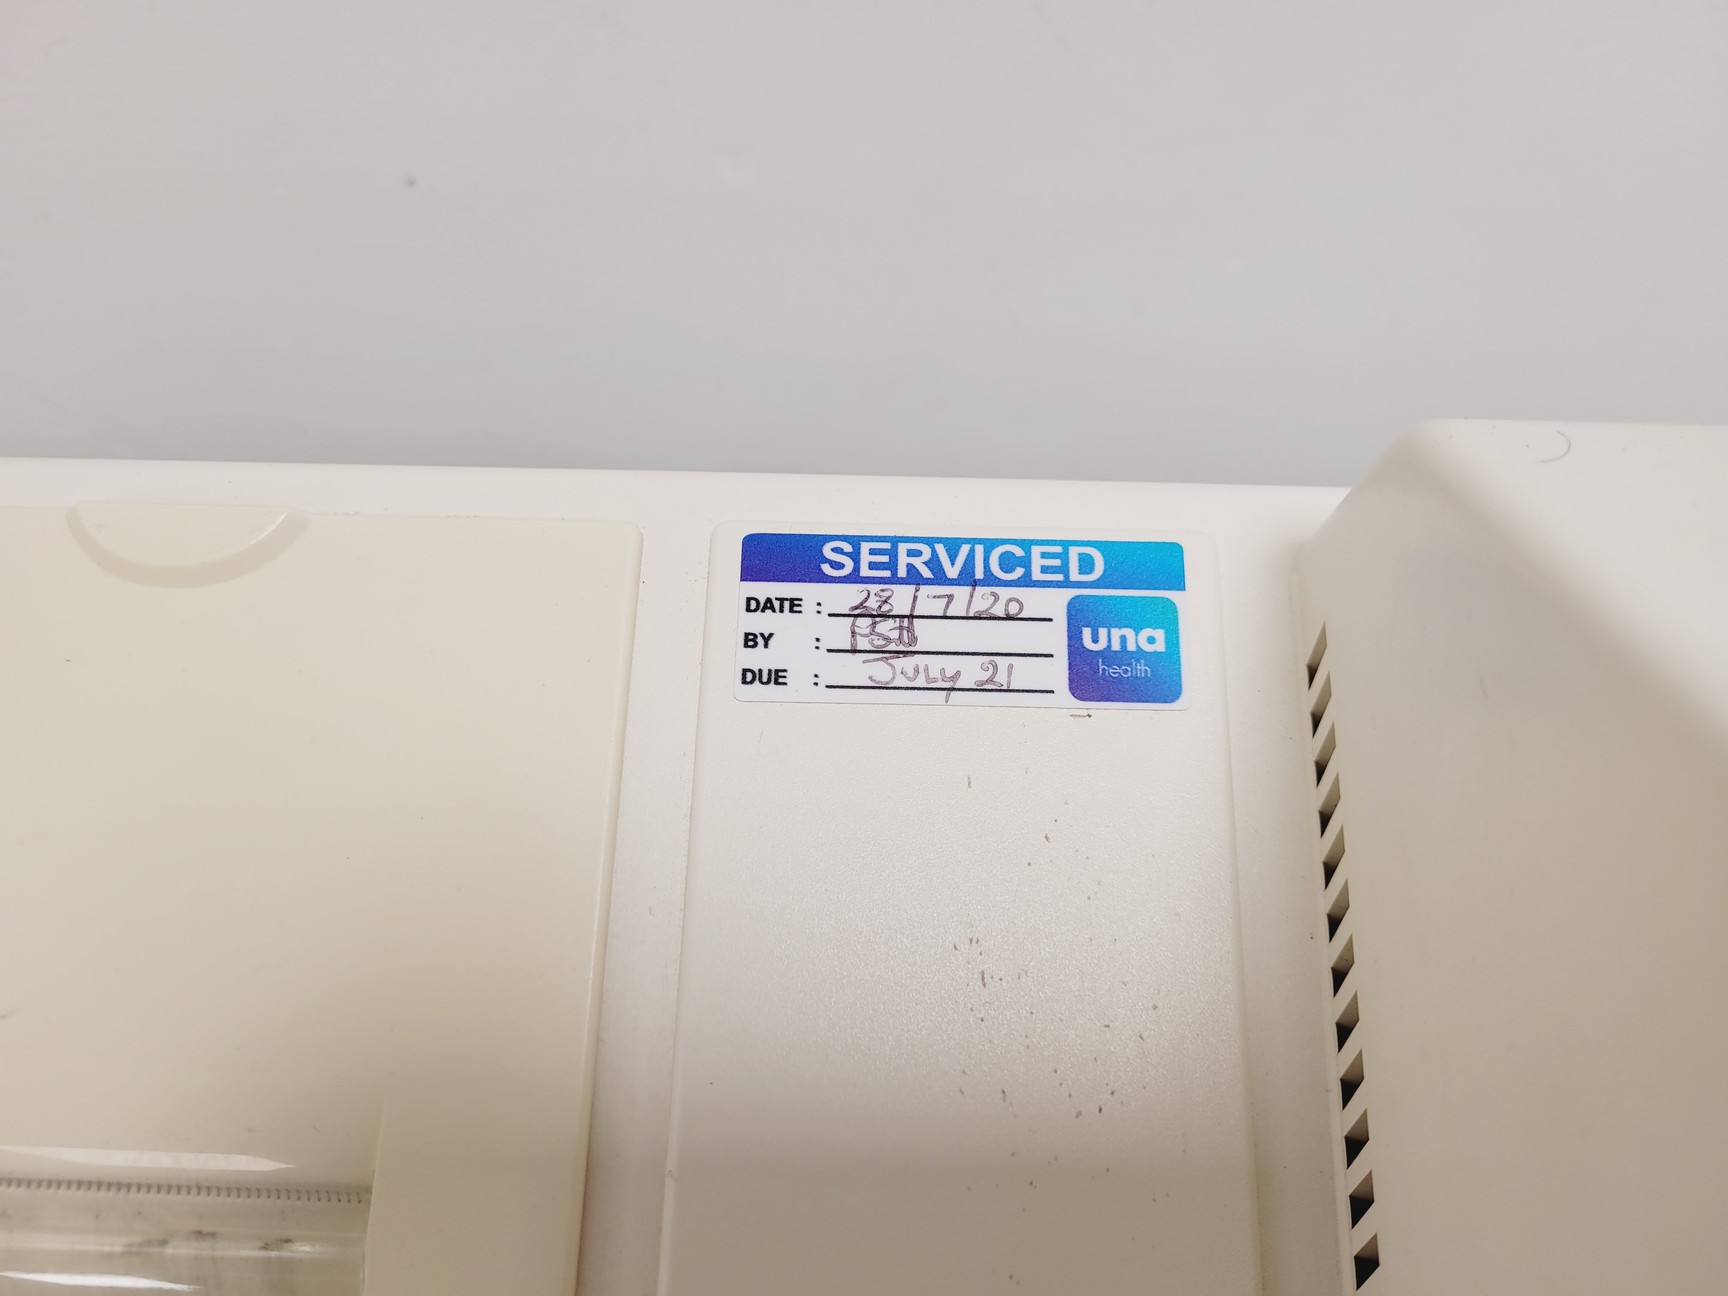 SERVICED
DATE : 28/7/20
BY :
DUE : JULY 21
una
health